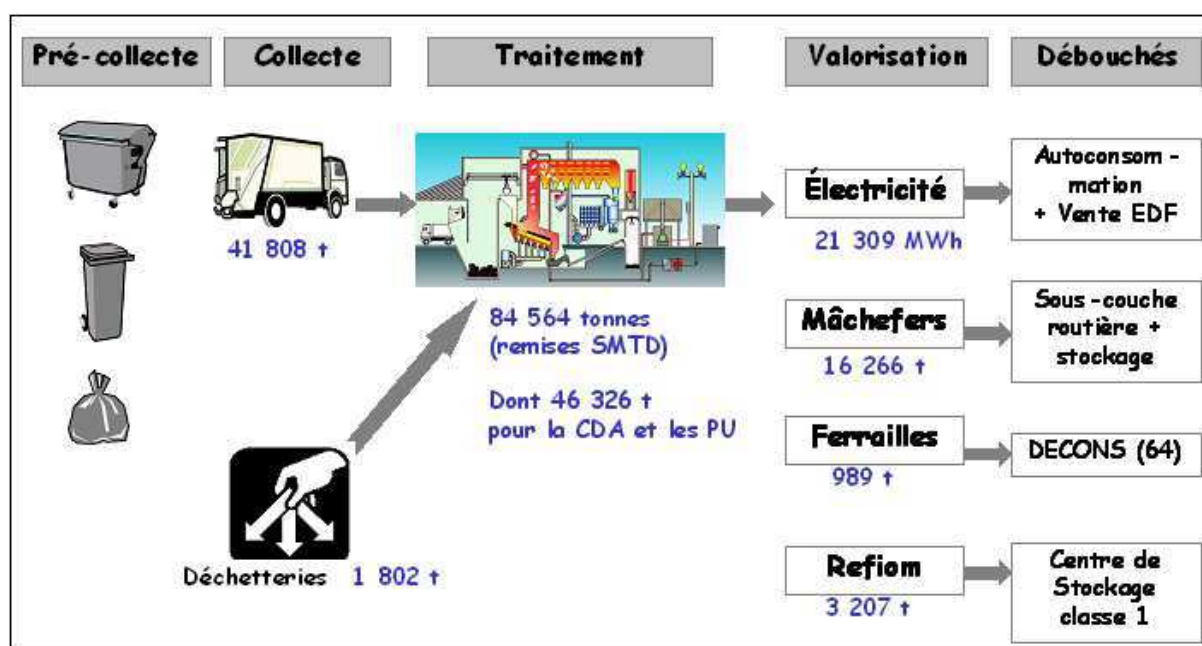 Pré-collecte
Collecte
Traitement
Valorisation
Débouchés
41 808 t
84 564 tonnes
(remises SMTD)
Dont 46 326 t
pour la CDA et les PU
Déchetteries 1 802 t
Électricité
21 309 MWh
Autoconsom -
mation
+ Vente EDF
Mâchefers
16 266 t
Sous -couche
routière +
stockage
Ferrailles
989 t
DECONS (64)
Refiom
3 207 t
Centre de
Stockage
classe 1